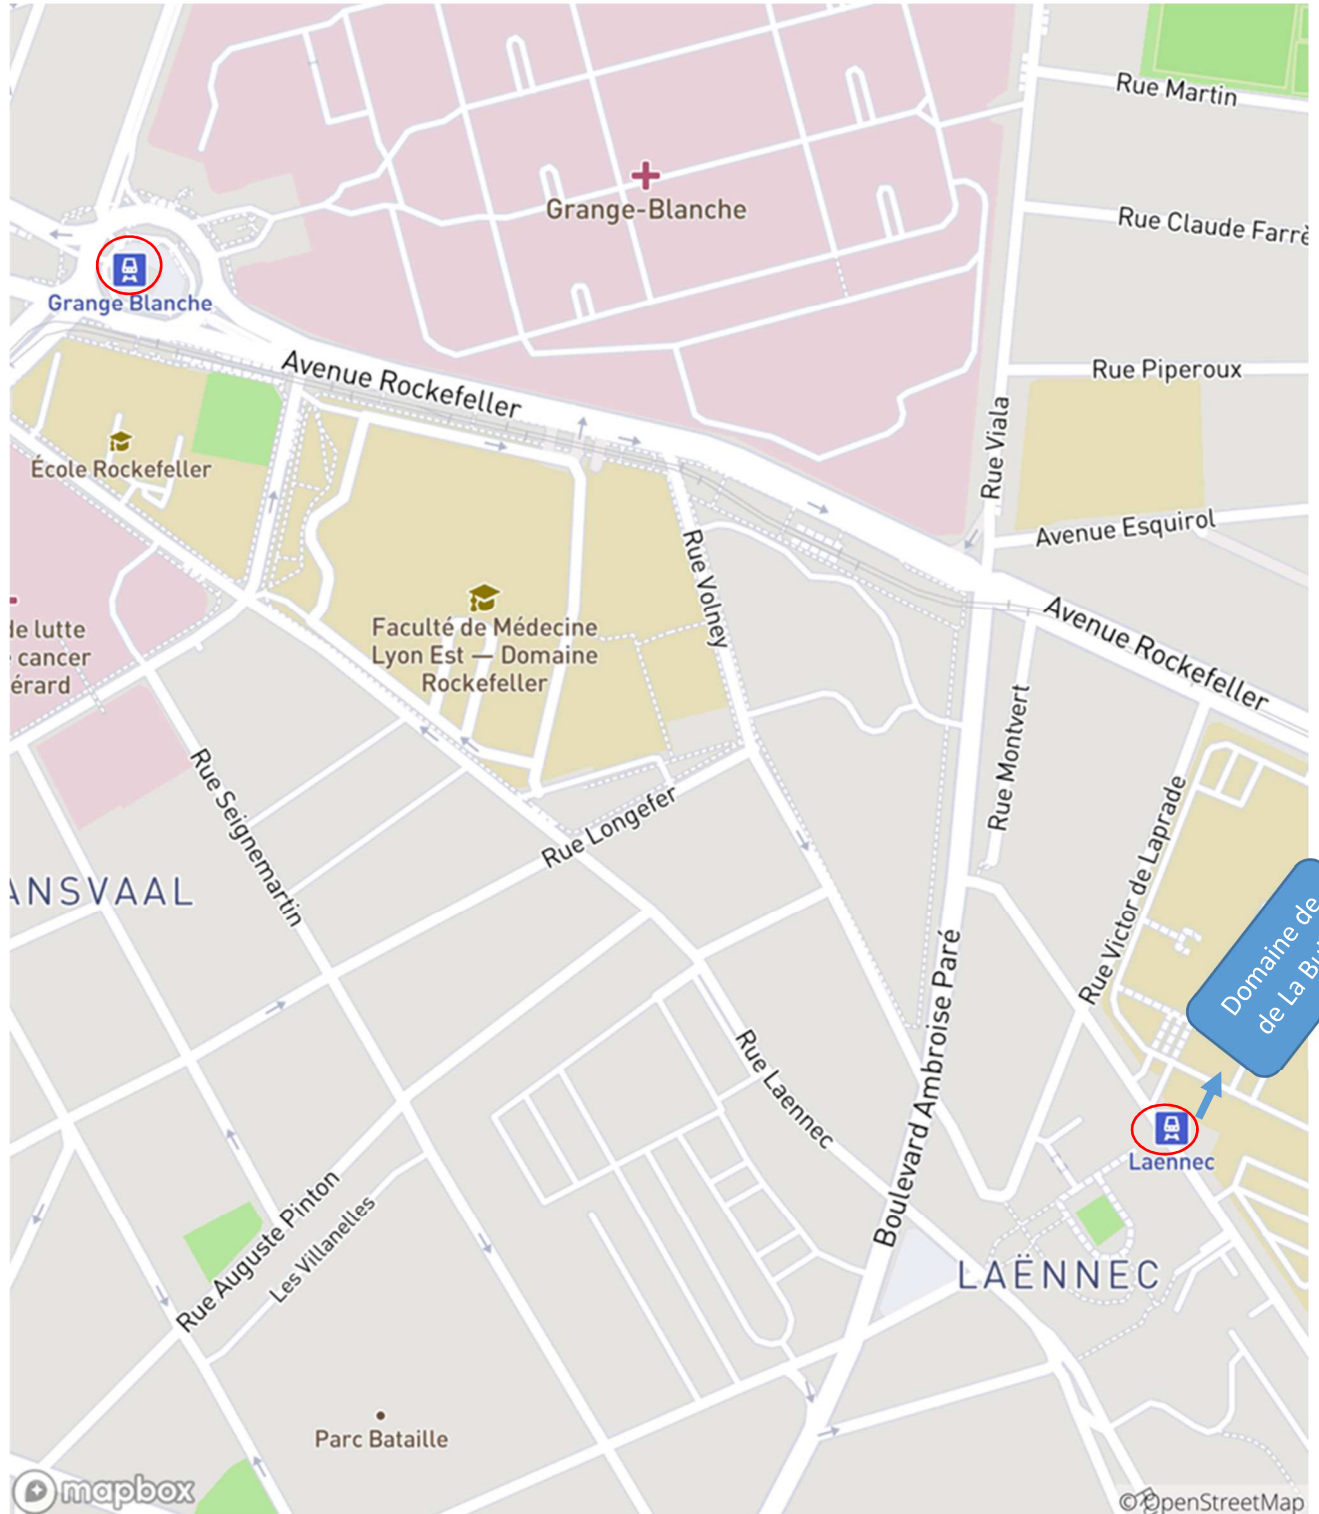 Rue Martin
Grange-Blanche
Rue Claude Farrè
Grange Blanche
Avenue Rockefeller
Rue Piperoux
Rue Viala
École Rockefeller
Avenue Esquirol
Rue Volney
de lutte
cancer
érard
Faculté de Médecine
Lyon Est — Domaine
Rockefeller
Avenue Rockefeller
Rue Montvert
Rue Seignemartin
Rue Longefer
Rue Victor de Laprade
ANSVAAL
Domaine de
de La Bu
Boulevard Ambroise Paré
Rue Laennec
Laennec
Rue Auguste Pinton
Les Villanelles
LAËNNEC
Parc Bataille
mapbox
© OpenStreetMap